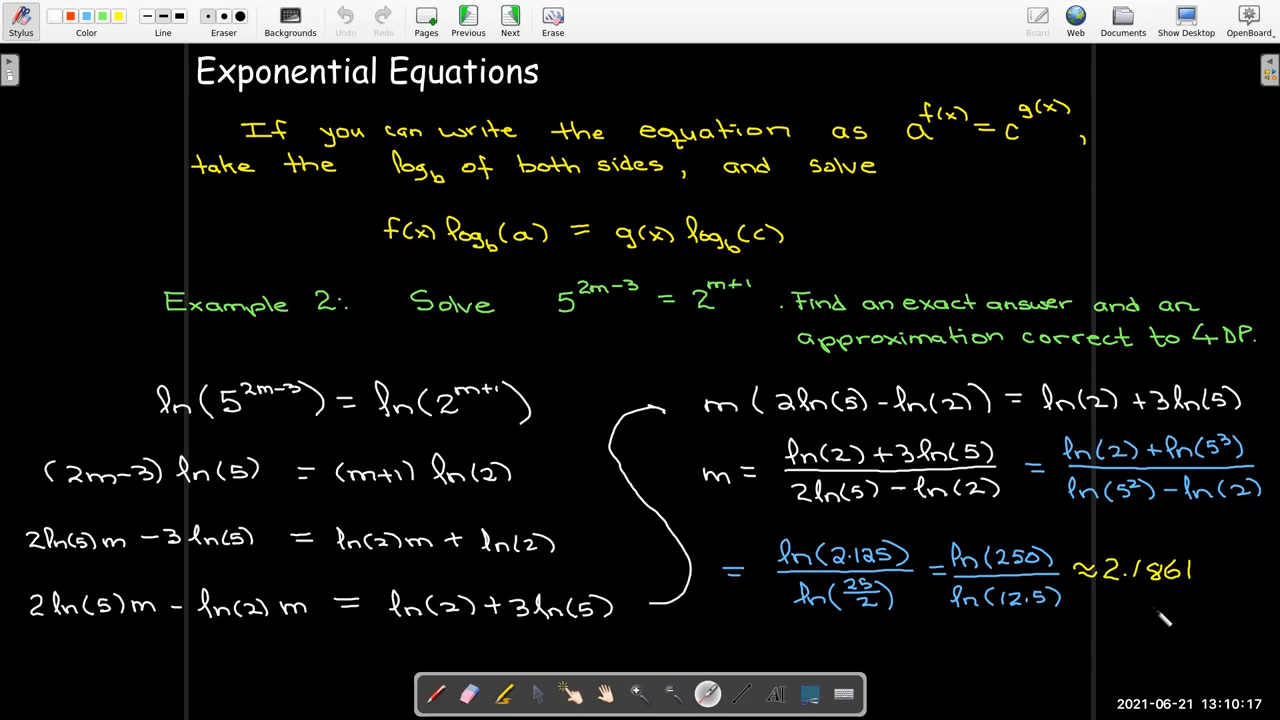 Stylus Color Line Eraser Backgrounds Undo Redo Pages Previous Next Erase Board Web Documents Show Desktop OpenBoard
Exponential Equations
If you can write the equation as a^{f(x)} = c^{g(x)},
take the log_b of both sides, and solve
f(x) log_b(a) = g(x) log_b(c)
Example 2: Solve 5^{2m-3} = 2^{m+1}. Find an exact answer and an
approximation correct to 4 DP.
ln(5^{2m-3}) = ln(2^{m+1})
(2m-3) ln(5) = (m+1) ln(2)
2ln(5)m - 3ln(5) = ln(2)m + ln(2)
2ln(5)m - ln(2)m = ln(2) + 3ln(5)
m(2ln(5) - ln(2)) = ln(2) + 3ln(5)
m = (ln(2) + 3ln(5))/(2ln(5) - ln(2)) = (ln(2) + ln(5^3))/(ln(5^2) - ln(2))
= ln(2·125)/ln(25/2) = ln(250)/ln(12.5) ≈ 2.1861
AI
2021-06-21 13:10:17